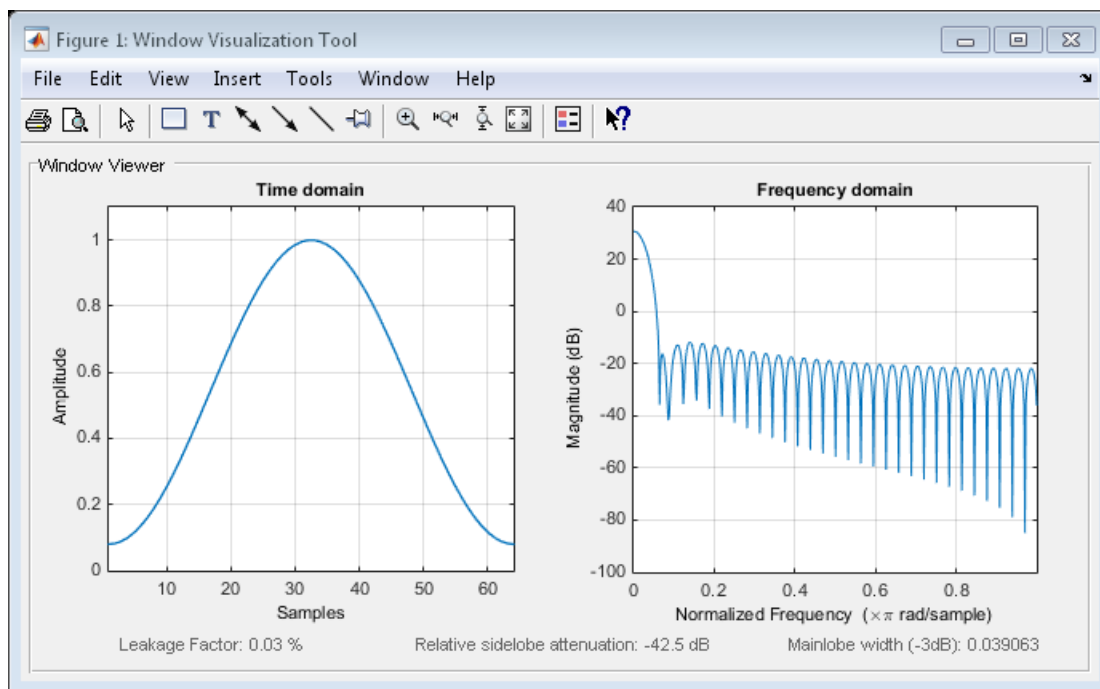 Figure 1: Window Visualization Tool
File Edit View Insert Tools Window Help
T
?
Window Viewer
Time domain
Amplitude
1
0.8
0.6
0.4
0.2
0
10 20 30 40 50 60
Samples
Frequency domain
Magnitude (dB)
40
20
0
-20
-40
-60
-80
-100
0 0.2 0.4 0.6 0.8
Normalized Frequency (×π rad/sample)
Leakage Factor: 0.03 % Relative sidelobe attenuation: -42.5 dB Mainlobe width (-3dB): 0.039063